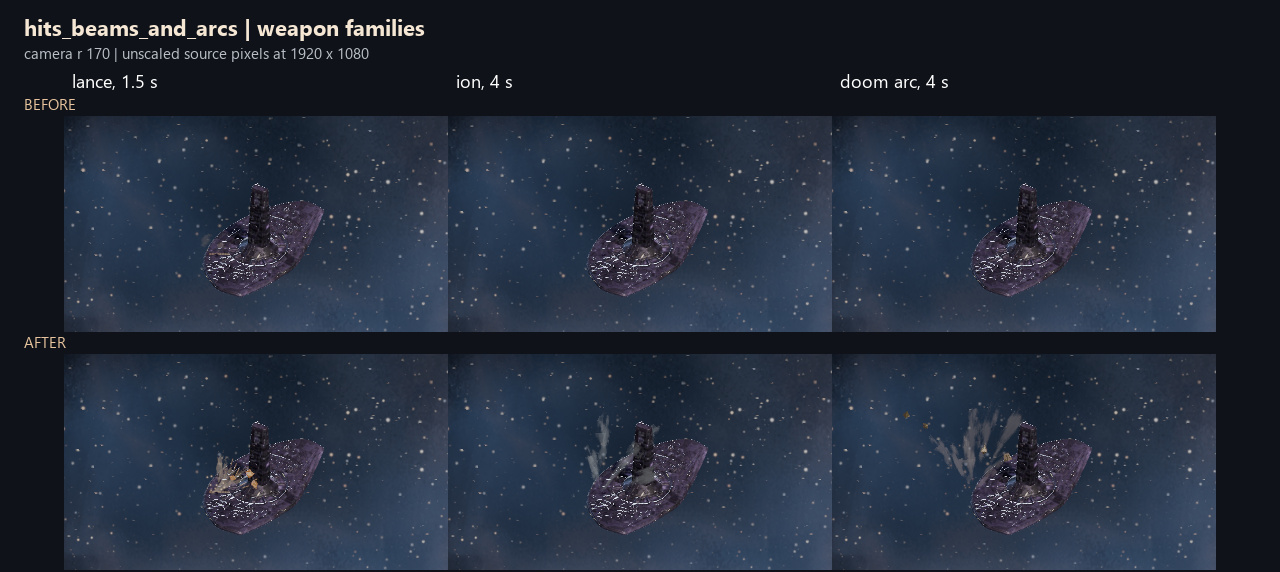 hits_beams_and_arcs | weapon families
camera r 170 | unscaled source pixels at 1920 x 1080
lance, 1.5 s
ion, 4 s
doom arc, 4 s
BEFORE
AFTER